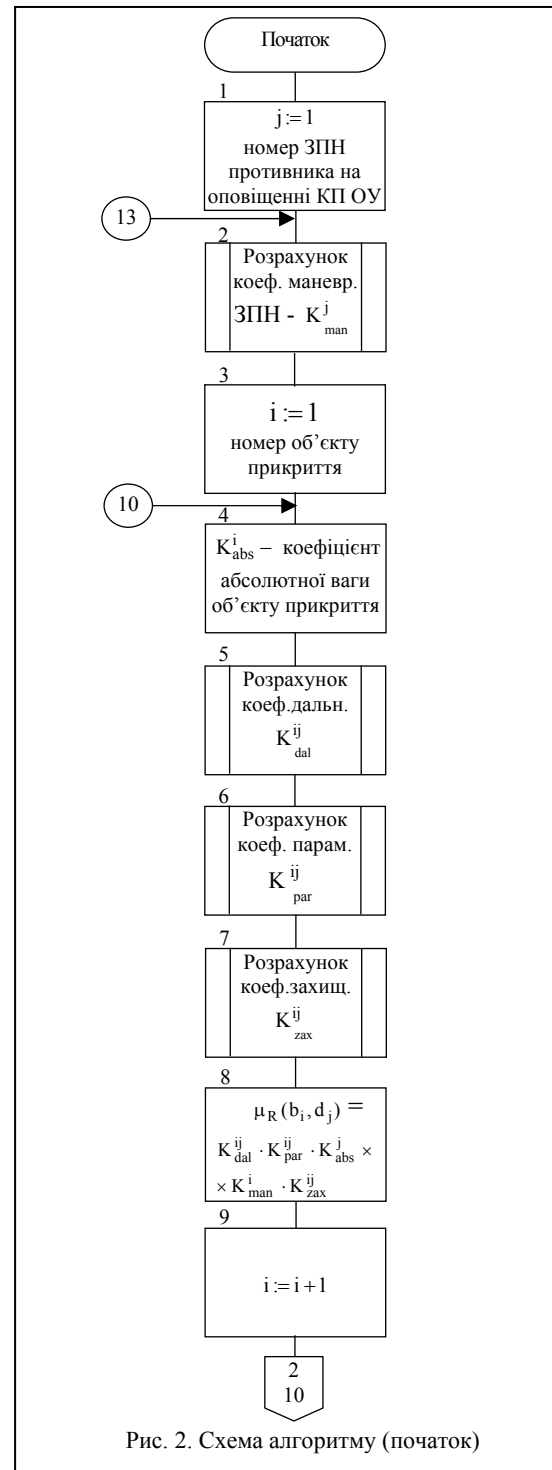 Початок
1
j := 1
номер ЗПН
противника на
оповіщенні КП ОУ
13
2
Розрахунок
коеф. маневр.
ЗПН - K^j_man
3
i := 1
номер об’єкту
прикриття
10
4
K^i_abs – коефіцієнт
абсолютної ваги
об’єкту прикриття
5
Розрахунок
коеф.дальн.
K^ij_dal
6
Розрахунок
коеф. парам.
K^ij_par
7
Розрахунок
коеф.захищ.
K^ij_zax
8
μ_R(b_i, d_j) =
K^ij_dal · K^ij_par · K^j_abs ×
× K^i_man · K^ij_zax
9
i := i + 1
2
10
Рис. 2. Схема алгоритму (початок)